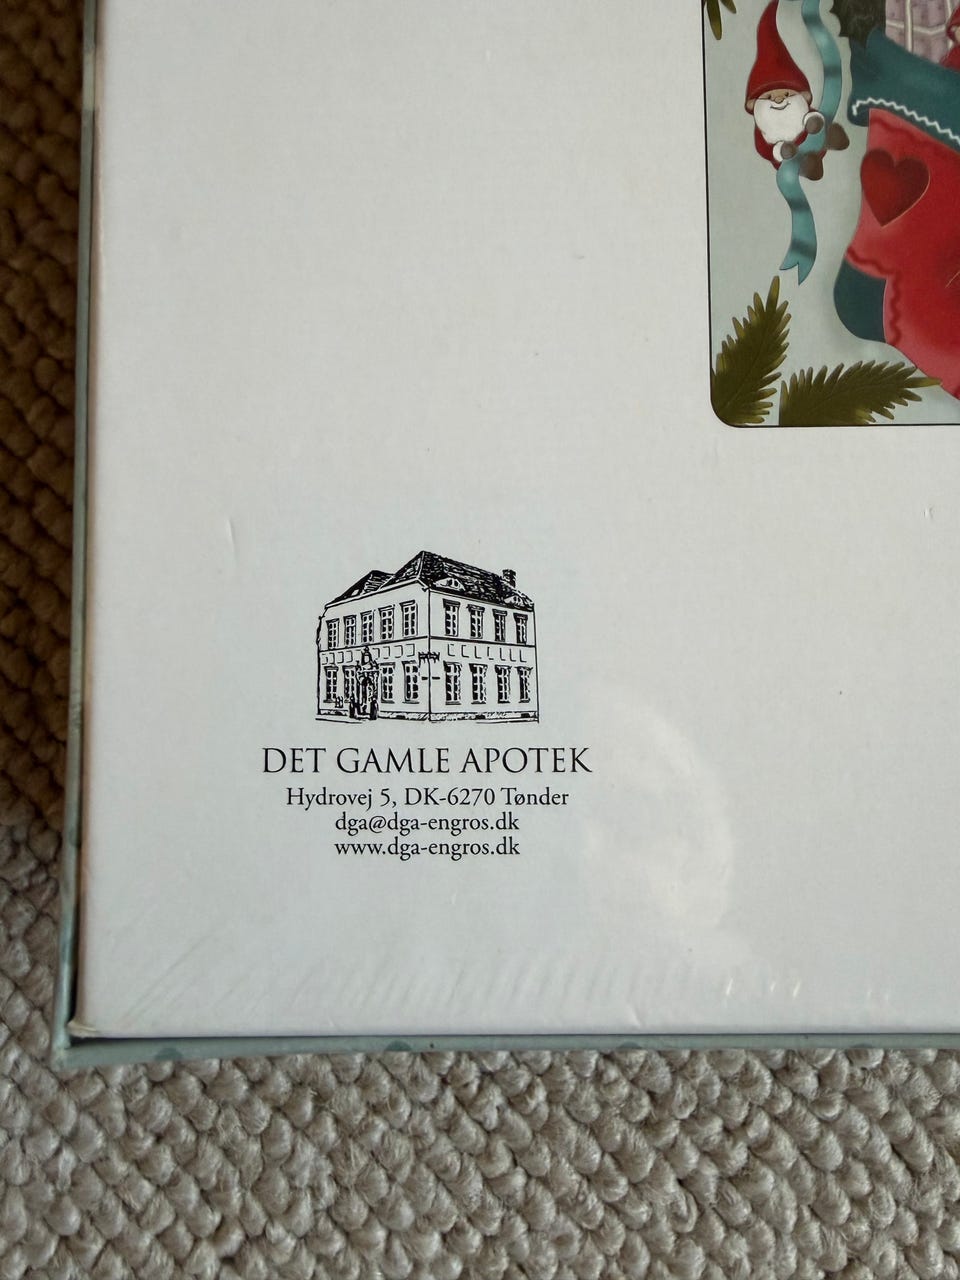 DET GAMLE APOTEK
Hydrovej 5, DK-6270 Tønder
dga@dga-engros.dk
www.dga-engros.dk